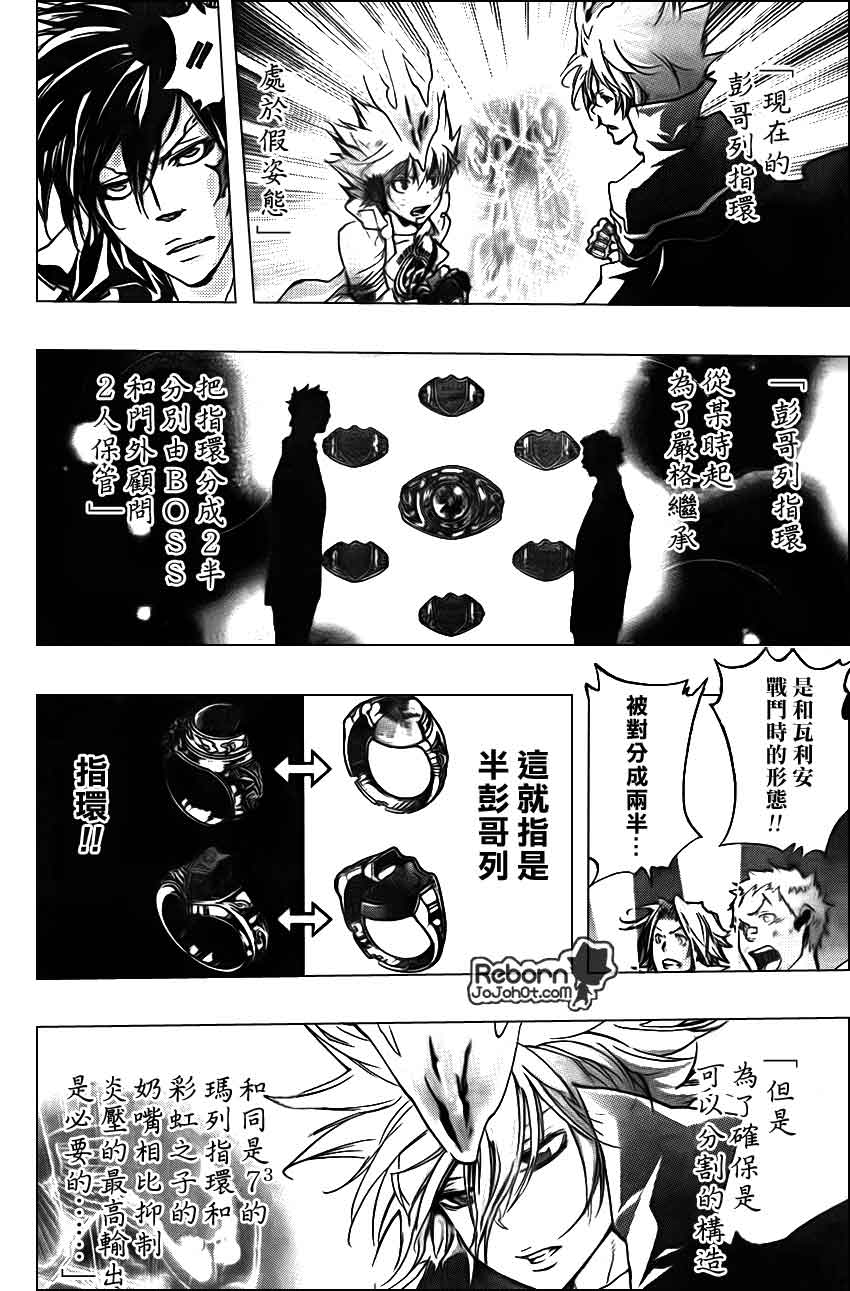 「現在的
彭哥列指環
處於假姿態」
「彭哥列指環
從某時起
為了嚴格繼承
把指環分成2半
分別由BOSS
和門外顧問
2人保管」
是和瓦利安
戰鬥時的形態!!
被對分成兩半…
這就指是
半彭哥列
指環!!
Reborn
JoJohOt.com
「但是
為了確保是
可以分割的構造
和同是7³的
瑪列指環和
彩虹之子的
奶嘴相比抑制
炎壓的最高輸出
是必要的……」